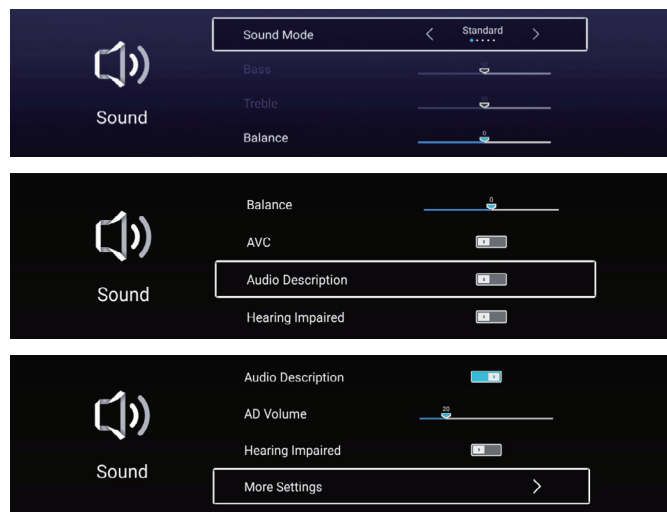 Sound Mode
Standard
Bass
Treble
Balance
0
Sound
Balance
0
AVC
Audio Description
Hearing Impaired
Sound
Audio Description
AD Volume
20
Hearing Impaired
More Settings
Sound